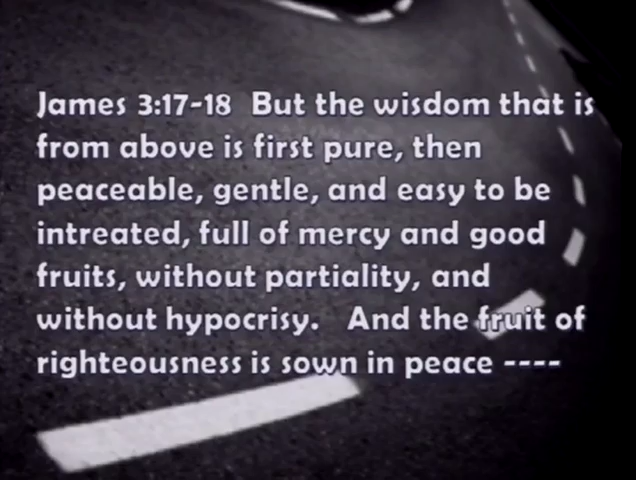 James 3:17-18  But the wisdom that is
from above is first pure, then
peaceable, gentle, and easy to be
intreated, full of mercy and good
fruits, without partiality, and
without hypocrisy.   And the fruit of
righteousness is sown in peace ----